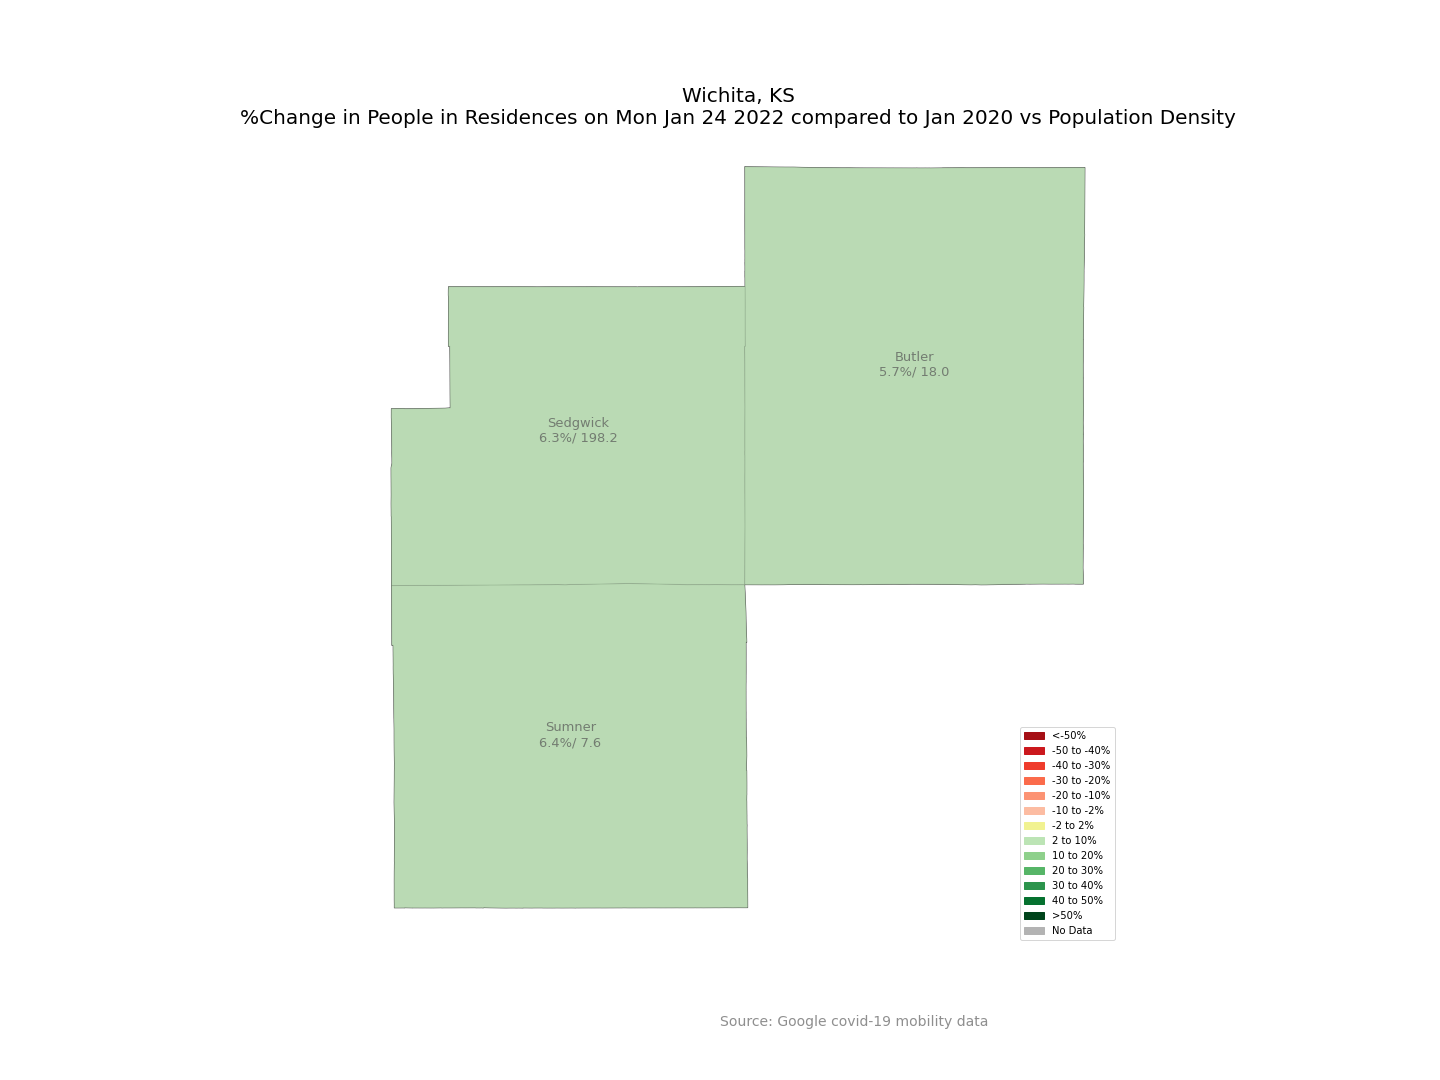 Wichita, KS
%Change in People in Residences on Mon Jan 24 2022 compared to Jan 2020 vs Population Density
Butler
5.7%/ 18.0
Sedgwick
6.3%/ 198.2
Sumner
6.4%/ 7.6
<-50%
-50 to -40%
-40 to -30%
-30 to -20%
-20 to -10%
-10 to -2%
-2 to 2%
2 to 10%
10 to 20%
20 to 30%
30 to 40%
40 to 50%
>50%
No Data
Source: Google covid-19 mobility data